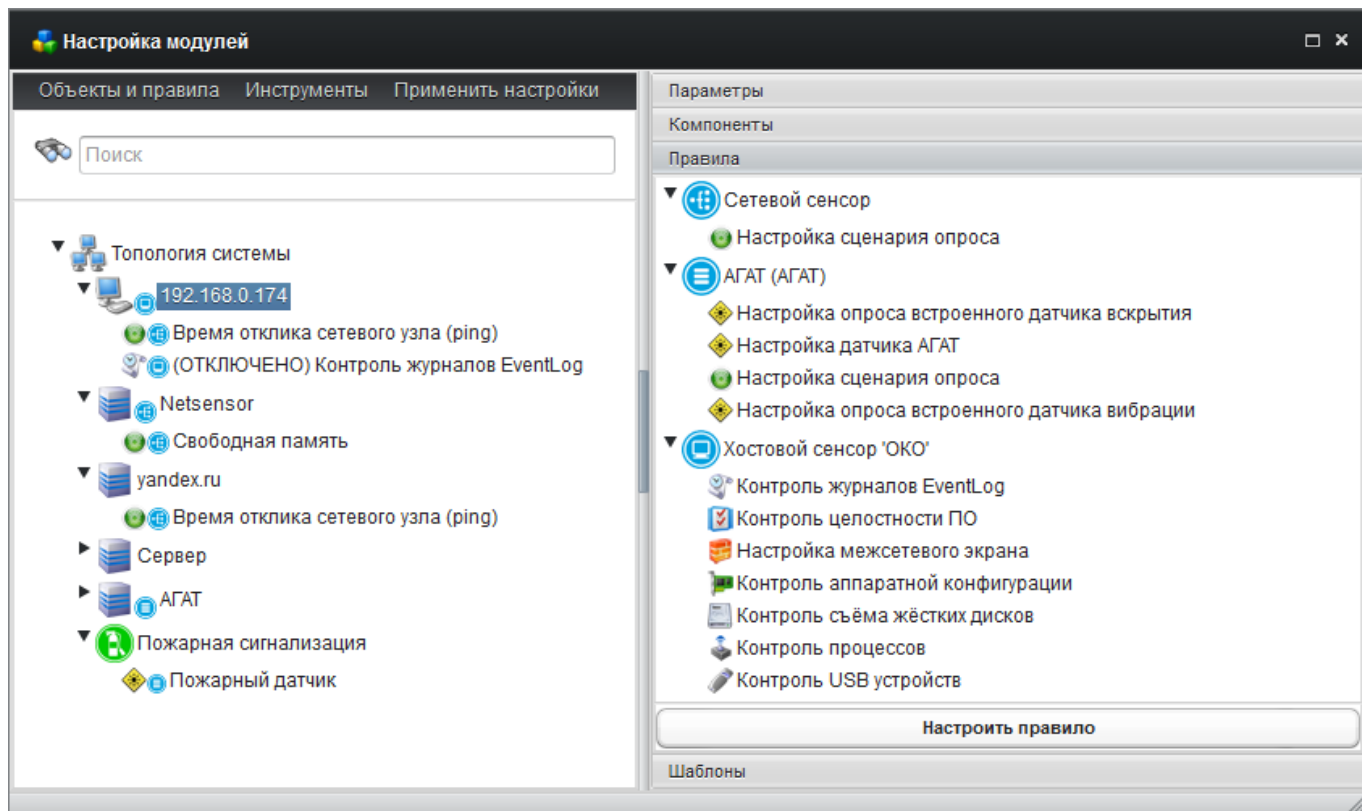 Настройка модулей
Объекты и правила Инструменты Применить настройки
Поиск
Топология системы
192.168.0.174
Время отклика сетевого узла (ping)
(ОТКЛЮЧЕНО) Контроль журналов EventLog
Netsensor
Свободная память
yandex.ru
Время отклика сетевого узла (ping)
Сервер
АГАТ
Пожарная сигнализация
Пожарный датчик
Параметры
Компоненты
Правила
Сетевой сенсор
Настройка сценария опроса
АГАТ (АГАТ)
Настройка опроса встроенного датчика вскрытия
Настройка датчика АГАТ
Настройка сценария опроса
Настройка опроса встроенного датчика вибрации
Хостовой сенсор 'ОКО'
Контроль журналов EventLog
Контроль целостности ПО
Настройка межсетевого экрана
Контроль аппаратной конфигурации
Контроль съёма жёстких дисков
Контроль процессов
Контроль USB устройств
Настроить правило
Шаблоны